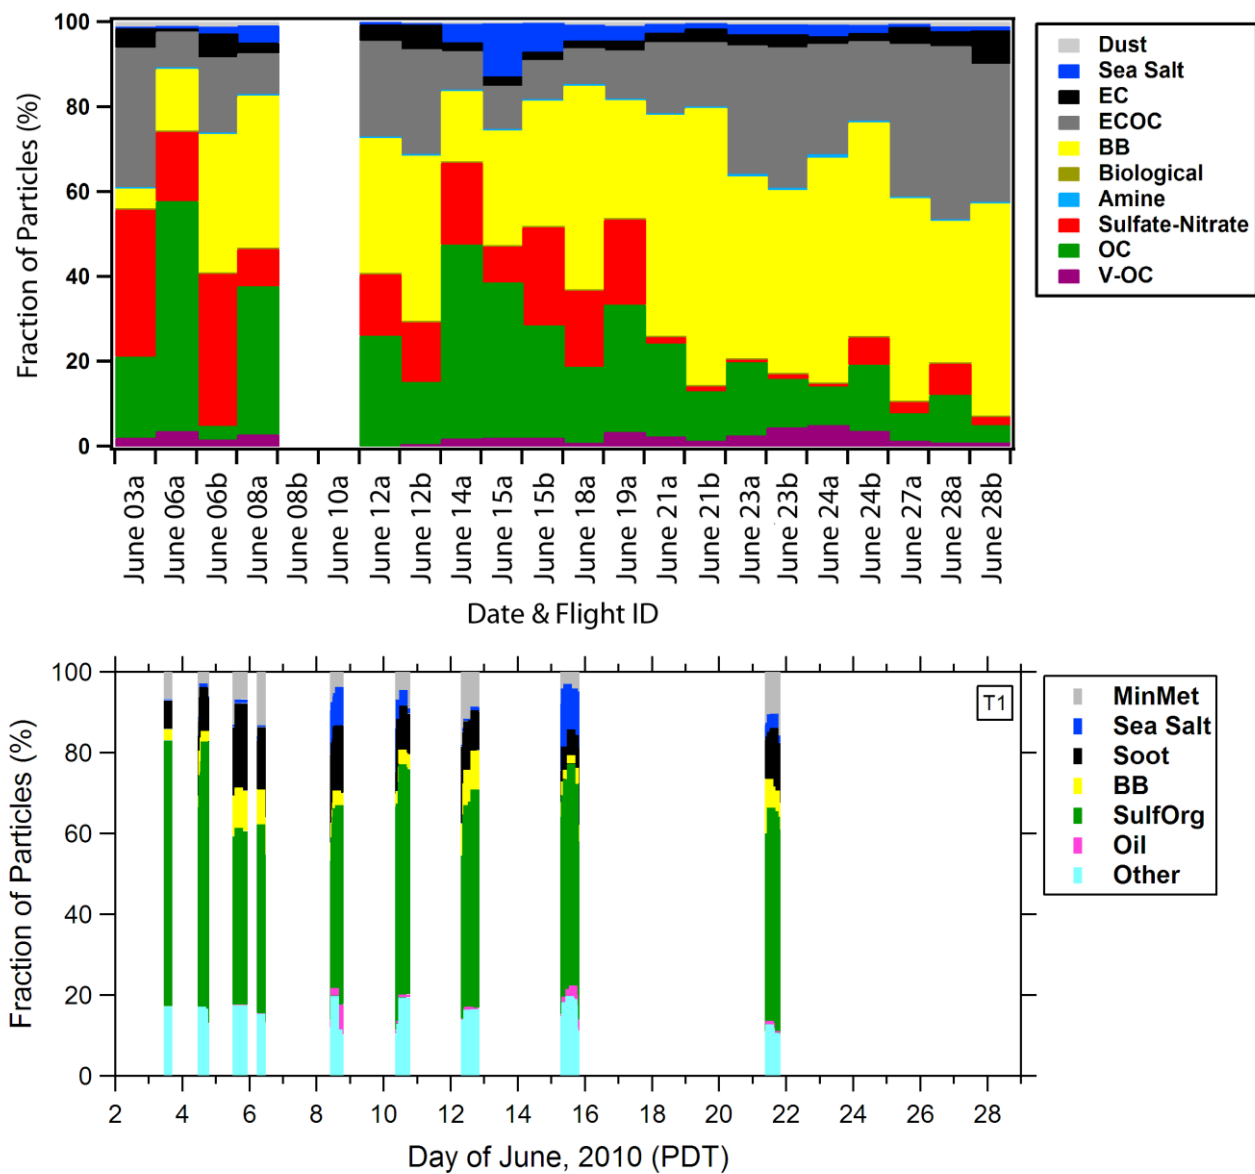 Fraction of Particles (%)
100
80
60
40
20
0
June 03a
June 06a
June 06b
June 08a
June 08b
June 10a
June 12a
June 12b
June 14a
June 15a
June 15b
June 18a
June 19a
June 21a
June 21b
June 23a
June 23b
June 24a
June 24b
June 27a
June 28a
June 28b
Date & Flight ID
Dust
Sea Salt
EC
ECOC
BB
Biological
Amine
Sulfate-Nitrate
OC
V-OC
Fraction of Particles (%)
100
80
60
40
20
0
T1
2 4 6 8 10 12 14 16 18 20 22 24 26 28
Day of June, 2010 (PDT)
MinMet
Sea Salt
Soot
BB
SulfOrg
Oil
Other